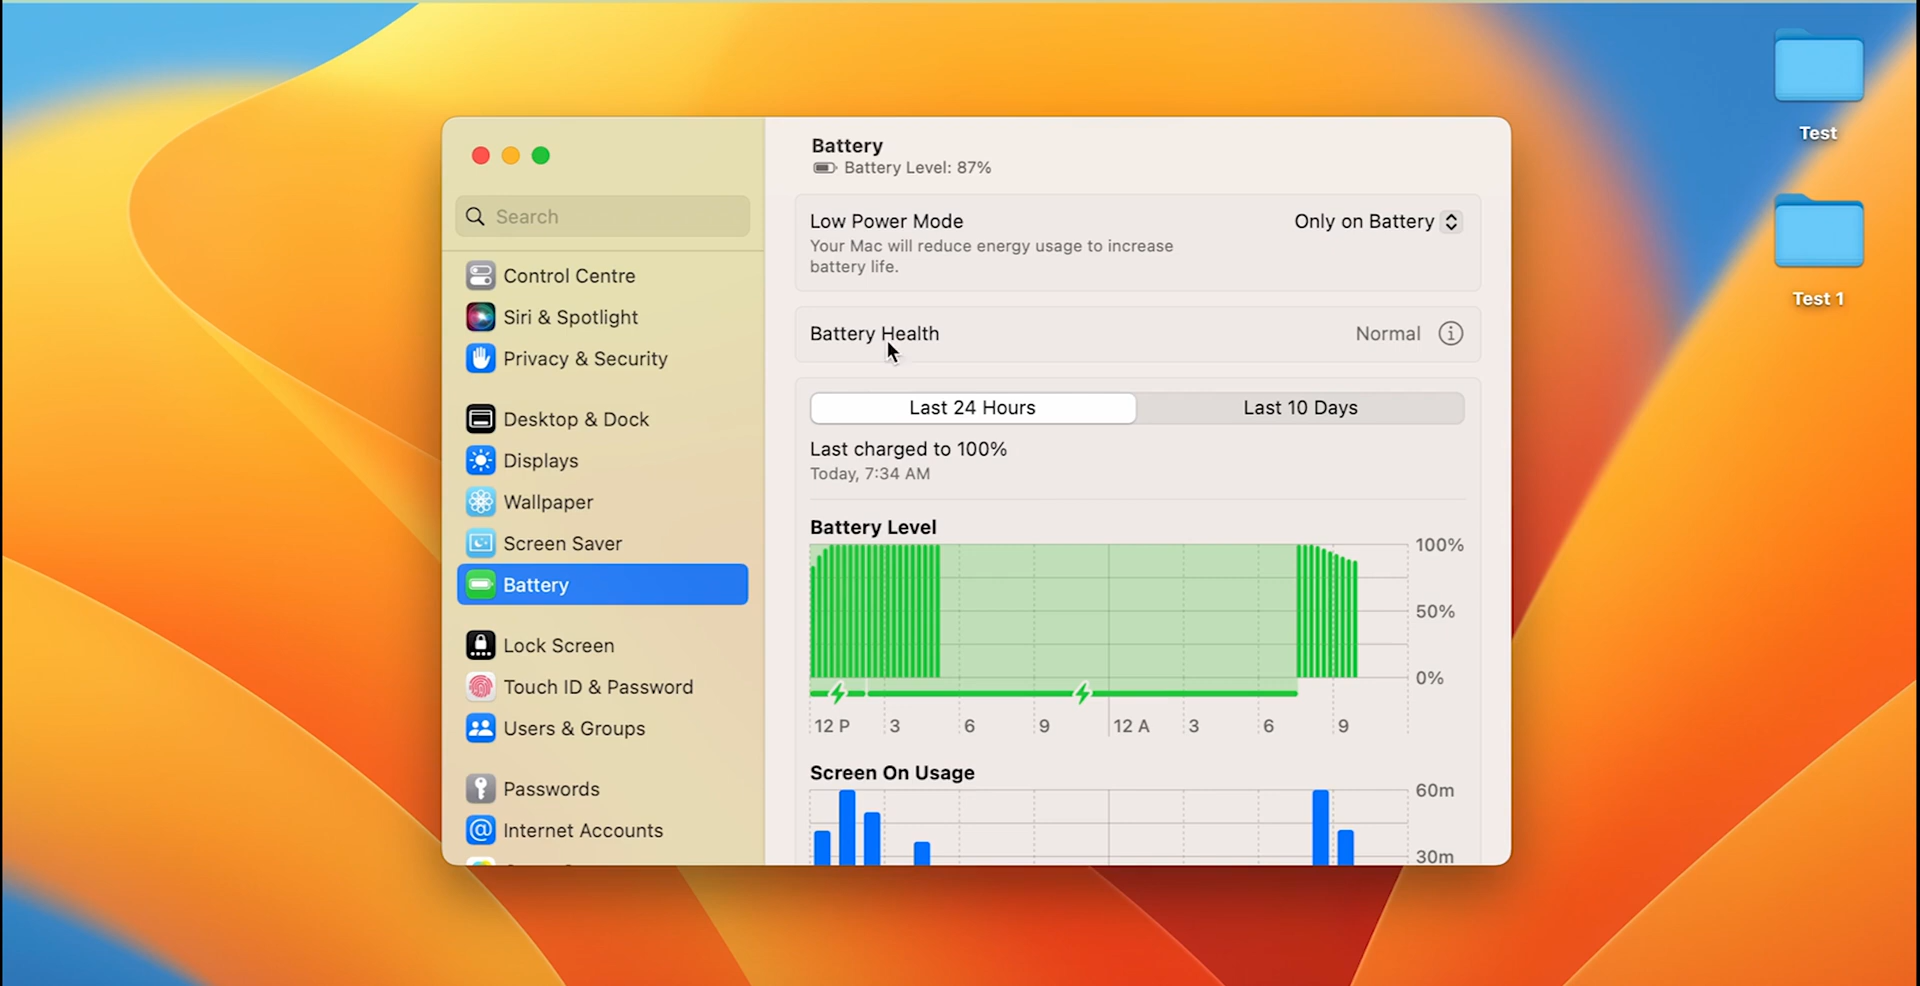 Test
Test 1
Search
Control Centre
Siri & Spotlight
Privacy & Security
Desktop & Dock
Displays
Wallpaper
Screen Saver
Battery
Lock Screen
Touch ID & Password
Users & Groups
Passwords
Internet Accounts
Battery
Battery Level: 87%
Low Power Mode
Only on Battery
Your Mac will reduce energy usage to increase
battery life.
Battery Health
Normal
Last 24 Hours
Last 10 Days
Last charged to 100%
Today, 7:34 AM
Battery Level
100%
50%
0%
12 P 3 6 9 12 A 3 6 9
Screen On Usage
60m
30m